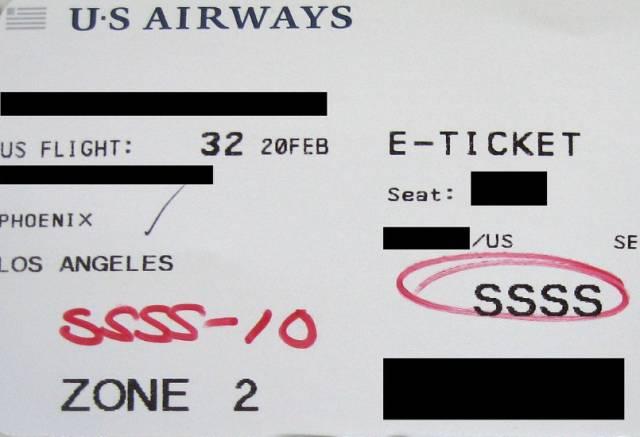 U·S AIRWAYS
US FLIGHT: 32 20FEB
PHOENIX
LOS ANGELES
SSSS-10
ZONE 2
E-TICKET
Seat:
/US SE
SSSS